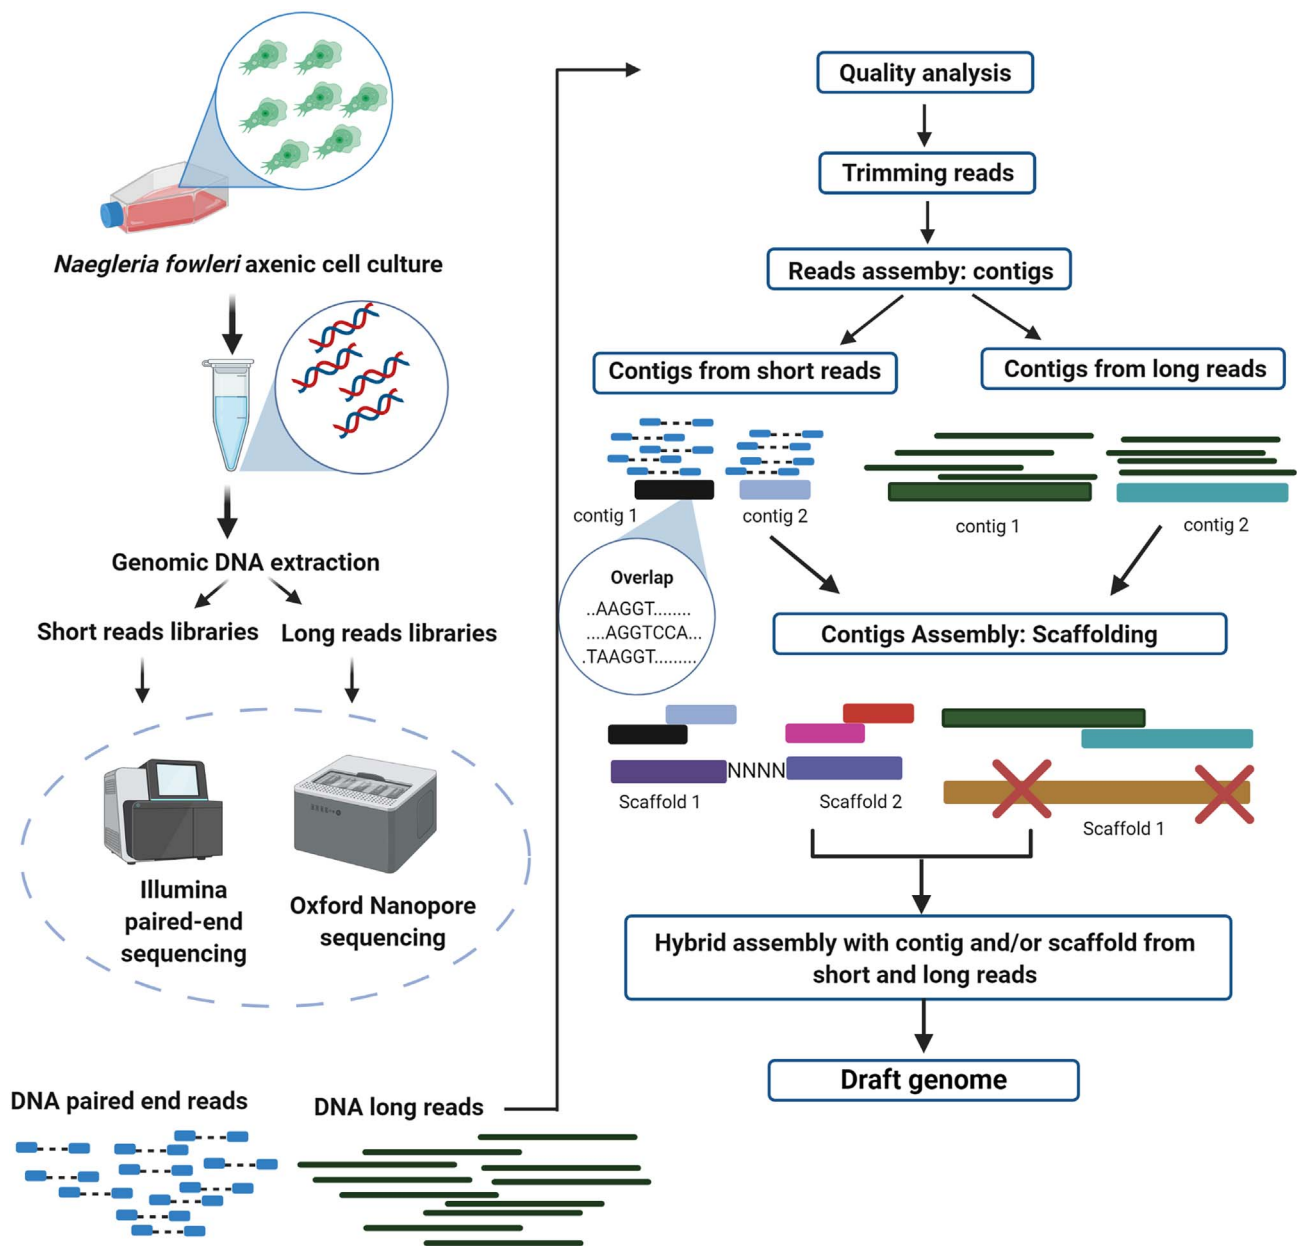 Naegleria fowleri axenic cell culture
Genomic DNA extraction
Short reads libraries
Long reads libraries
Illumina
paired-end
sequencing
Oxford Nanopore
sequencing
DNA paired end reads
DNA long reads
Quality analysis
Trimming reads
Reads assemby: contigs
Contigs from short reads
Contigs from long reads
contig 1
contig 2
contig 1
contig 2
Overlap
..AAGGT........
....AGGTCCA...
.TAAGGT.........
Contigs Assembly: Scaffolding
NNNN
Scaffold 1
Scaffold 2
Scaffold 1
Hybrid assembly with contig and/or scaffold from
short and long reads
Draft genome